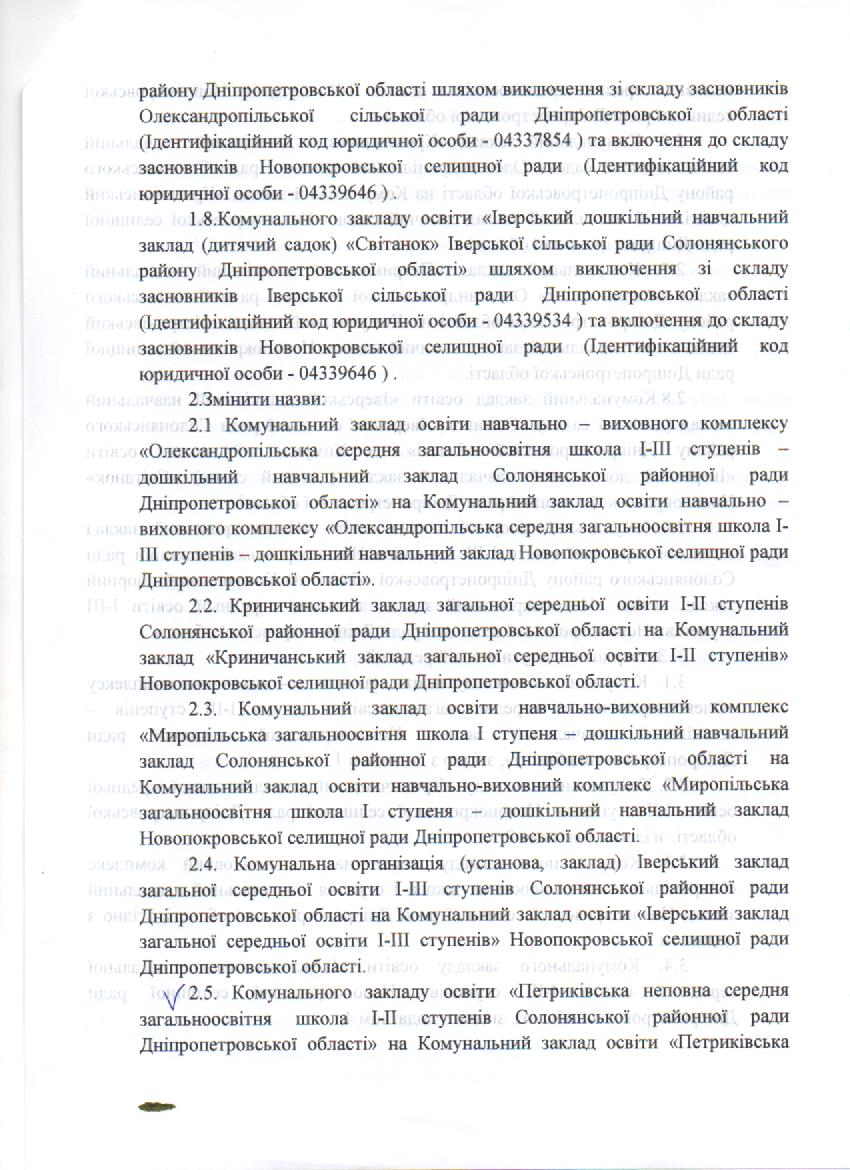 району Дніпропетровської області шляхом виключення зі складу засновників
Олександропільської сільської ради Дніпропетровської області
(Ідентифікаційний код юридичної особи - 04337854 ) та включення до складу
засновників Новопокровської селищної ради (Ідентифікаційний код
юридичної особи - 04339646 ) .
1.8.Комунального закладу освіти «Іверський дошкільний навчальний
заклад (дитячий садок) «Світанок» Іверської сільської ради Солонянського
району Дніпропетровської області» шляхом виключення зі складу
засновників Іверської сільської ради Дніпропетровської області
(Ідентифікаційний код юридичної особи - 04339534 ) та включення до складу
засновників Новопокровської селищної ради (Ідентифікаційний код
юридичної особи - 04339646 ) .
2.Змінити назви:
2.1 Комунальний заклад освіти навчально – виховного комплексу
«Олександропільська середня загальноосвітня школа І-ІІІ ступенів –
дошкільний навчальний заклад Солонянської районної ради
Дніпропетровської області» на Комунальний заклад освіти навчально –
виховного комплексу «Олександропільська середня загальноосвітня школа І-
ІІІ ступенів – дошкільний навчальний заклад Новопокровської селищної ради
Дніпропетровської області».
2.2. Криничанський заклад загальної середньої освіти І-ІІ ступенів
Солонянської районної ради Дніпропетровської області на Комунальний
заклад «Криничанський заклад загальної середньої освіти І-ІІ ступенів»
Новопокровської селищної ради Дніпропетровської області.
2.3. Комунальний заклад освіти навчально-виховний комплекс
«Миропільська загальноосвітня школа І ступеня – дошкільний навчальний
заклад Солонянської районної ради Дніпропетровської області на
Комунальний заклад освіти навчально-виховний комплекс «Миропільська
загальноосвітня школа І ступеня – дошкільний навчальний заклад
Новопокровської селищної ради Дніпропетровської області.
2.4. Комунальна організація (установа, заклад) Іверський заклад
загальної середньої освіти І-ІІІ ступенів Солонянської районної ради
Дніпропетровської області на Комунальний заклад освіти «Іверський заклад
загальної середньої освіти І-ІІІ ступенів» Новопокровської селищної ради
Дніпропетровської області.
2.5. Комунального закладу освіти «Петриківська неповна середня
загальноосвітня школа І-ІІ ступенів Солонянської районної ради
Дніпропетровської області» на Комунальний заклад освіти «Петриківська